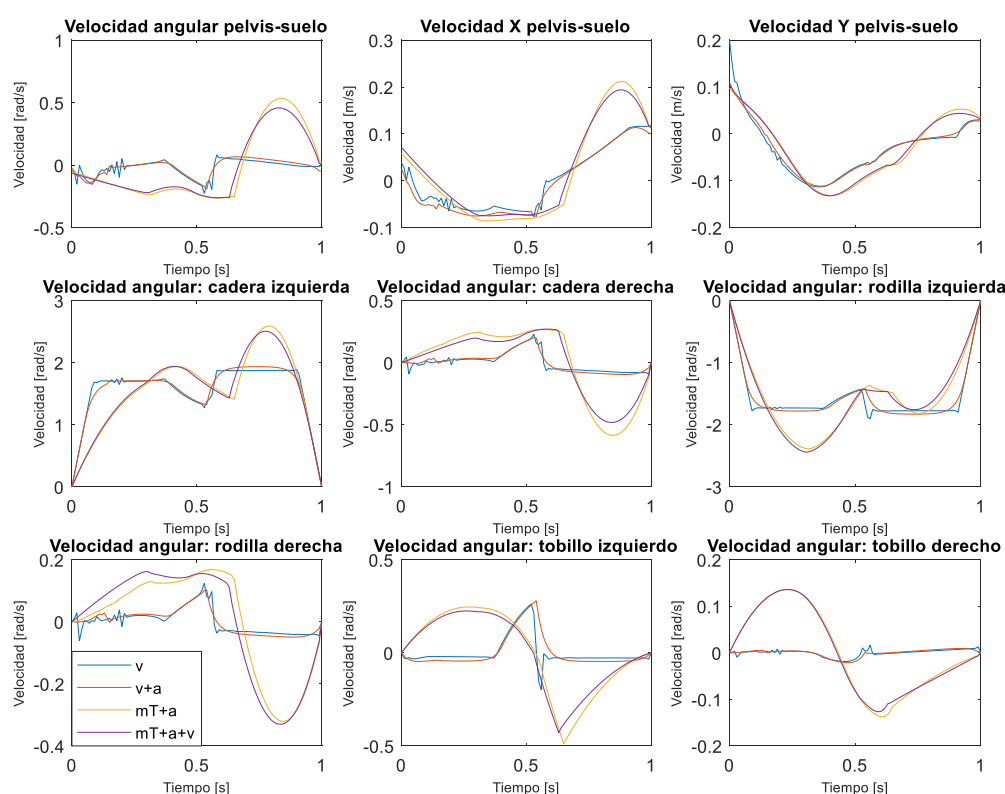 Velocidad angular pelvis-suelo
Velocidad X pelvis-suelo
Velocidad Y pelvis-suelo
1
0.5
0
-0.5
Velocidad [rad/s]
0
0.5
1
Tiempo [s]
0.3
0.2
0.1
0
-0.1
Velocidad [m/s]
0
0.5
1
Tiempo [s]
0.2
0.1
0
-0.1
-0.2
Velocidad [m/s]
0
0.5
1
Tiempo [s]
Velocidad angular: cadera izquierda
Velocidad angular: cadera derecha
Velocidad angular: rodilla izquierda
3
2
1
0
Velocidad [rad/s]
0
0.5
1
Tiempo [s]
0.5
0
-0.5
-1
Velocidad [rad/s]
0
0.5
1
Tiempo [s]
0
-1
-2
-3
Velocidad [rad/s]
0
0.5
1
Tiempo [s]
Velocidad angular: rodilla derecha
Velocidad angular: tobillo izquierdo
Velocidad angular: tobillo derecho
0.2
0
-0.2
-0.4
Velocidad [rad/s]
v
v+a
mT+a
mT+a+v
0
0.5
1
Tiempo [s]
0.5
0
-0.5
Velocidad [rad/s]
0
0.5
1
Tiempo [s]
0.2
0.1
0
-0.1
-0.2
Velocidad [rad/s]
0
0.5
1
Tiempo [s]